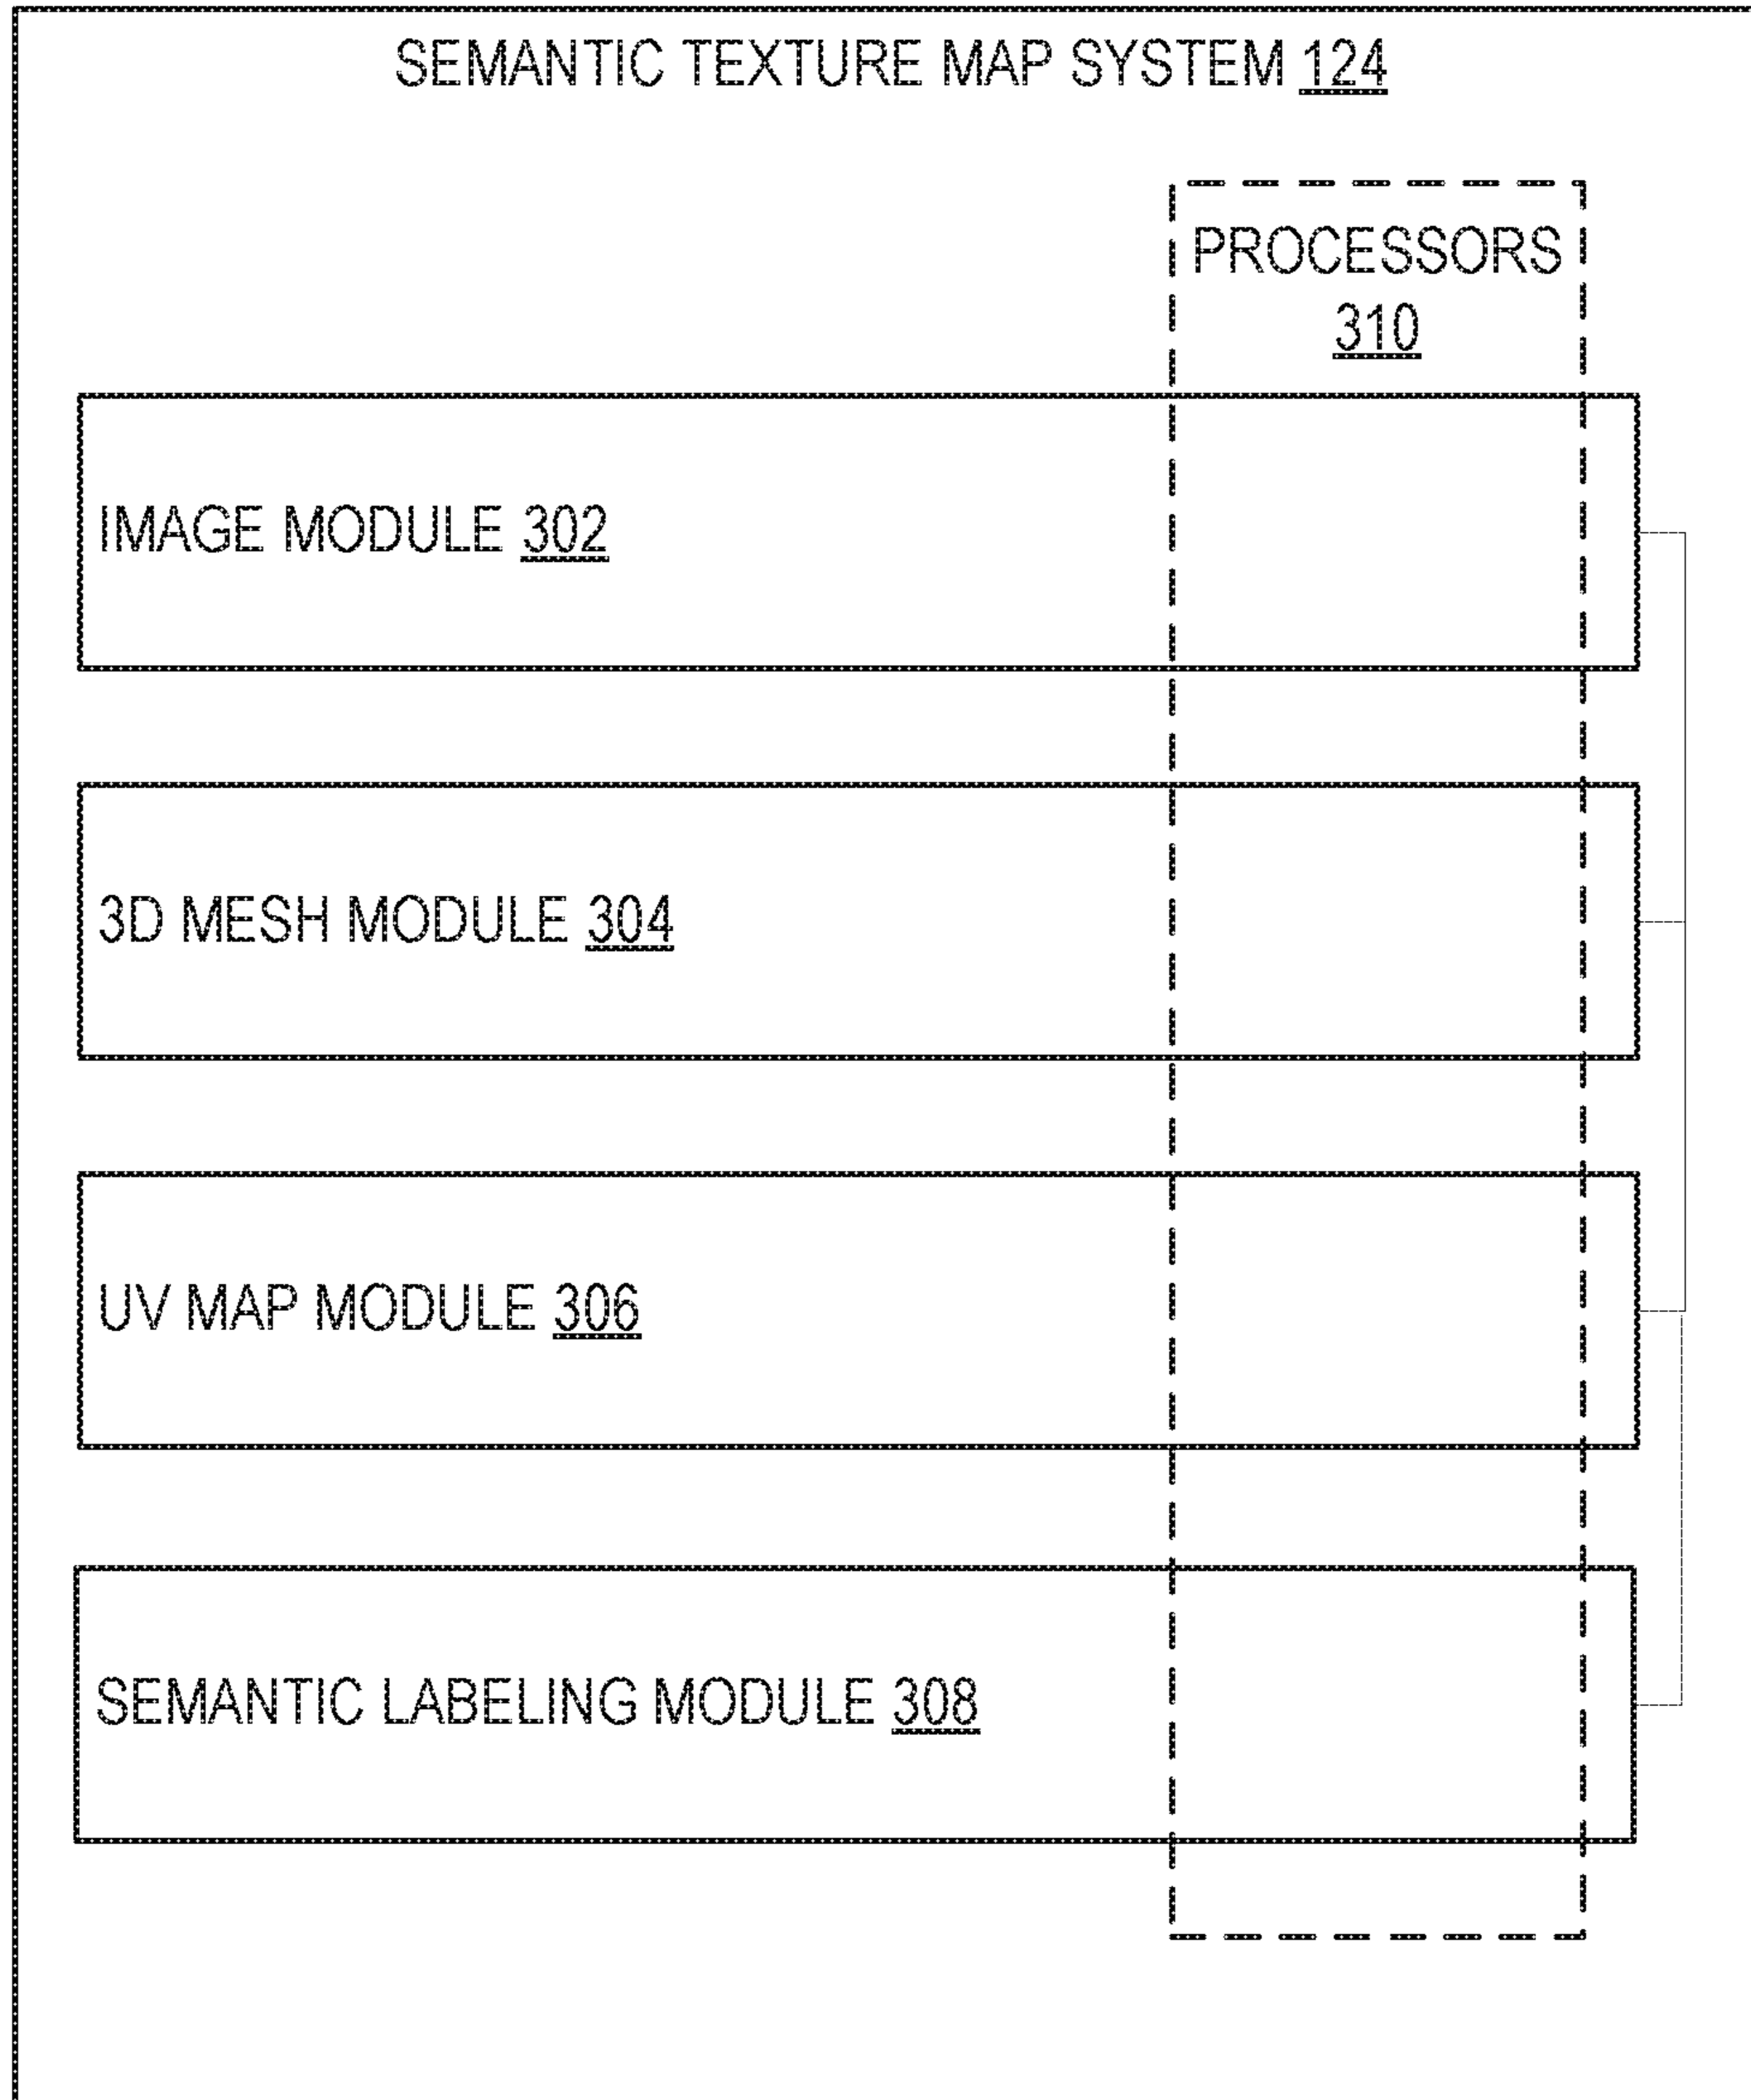 SEMANTIC TEXTURE MAP SYSTEM 124
PROCESSORS
310
IMAGE MODULE 302
3D MESH MODULE 304
UV MAP MODULE 306
SEMANTIC LABELING MODULE 308